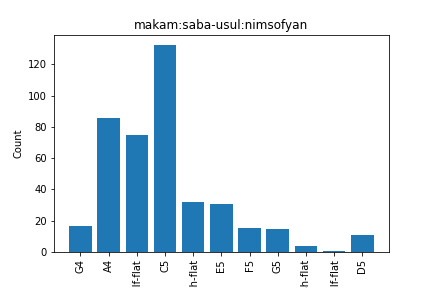 makam:saba-usul:nimsofyan
Count
120
100
80
60
40
20
0
G4
A4
lf-flat
C5
h-flat
E5
F5
G5
h-flat
lf-flat
D5